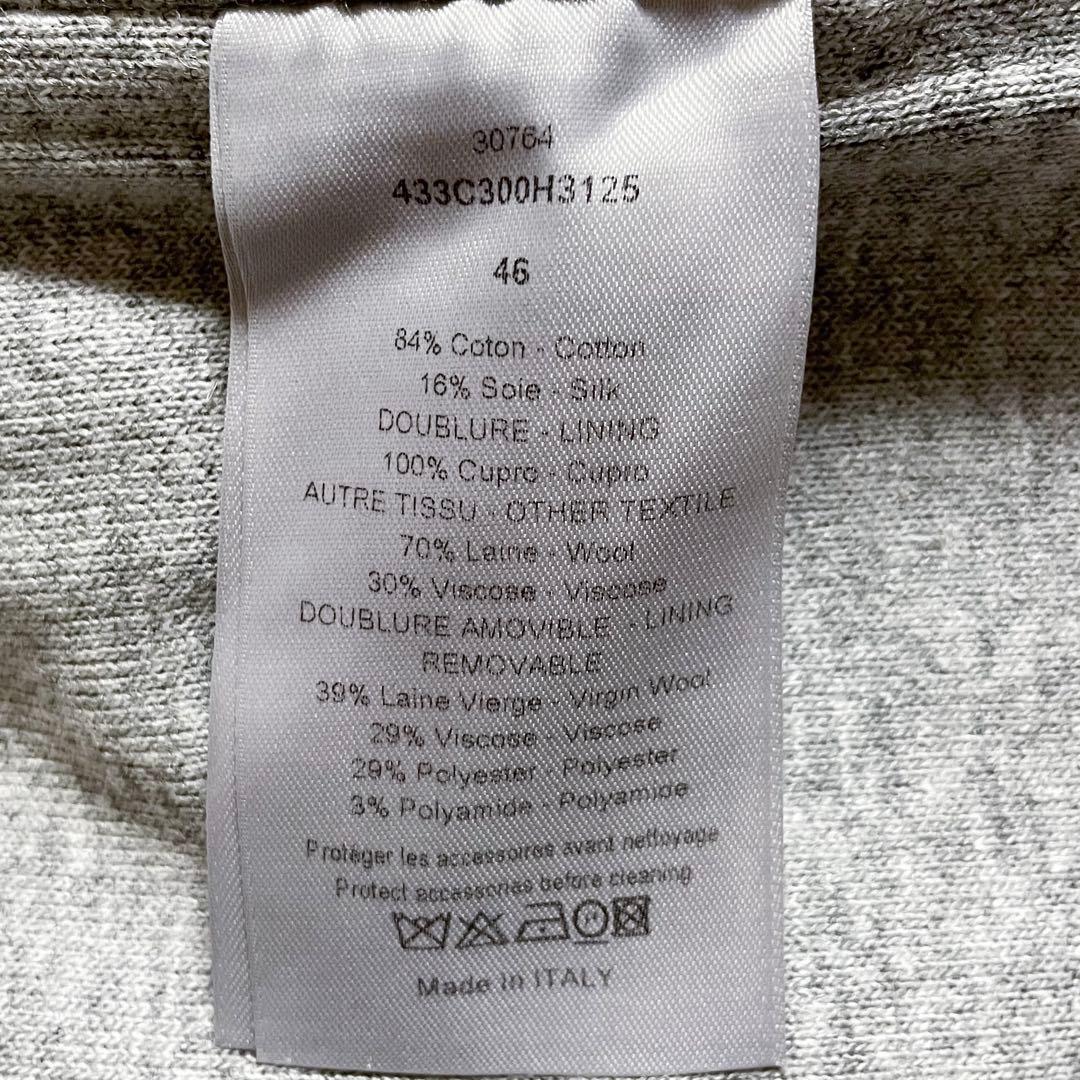 30764
433C300H3125
46
84% Coton - Cotton
16% Soie - Silk
DOUBLURE - LINING
100% Cupro - Cupro
AUTRE TISSU - OTHER TEXTILE
70% Laine - Wool
30% Viscose - Viscose
DOUBLURE AMOVIBLE - LINING
REMOVABLE
39% Laine Vierge - Virgin Wool
29% Viscose - Viscose
29% Polyester - Polyester
3% Polyamide - Polyamide
Protéger les accessoires avant nettoyage
Protect accessories before cleaning
Made in ITALY